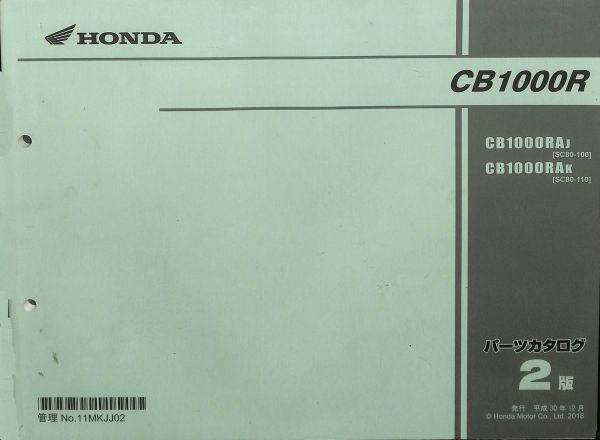 HONDA
CB1000R
CB1000RAJ
[SC80-100]
CB1000RAK
[SC80-110]
パーツカタログ
2版
発行 平成30年12月
© Honda Motor Co., Ltd. 2018
管理 No.11MKJJ02